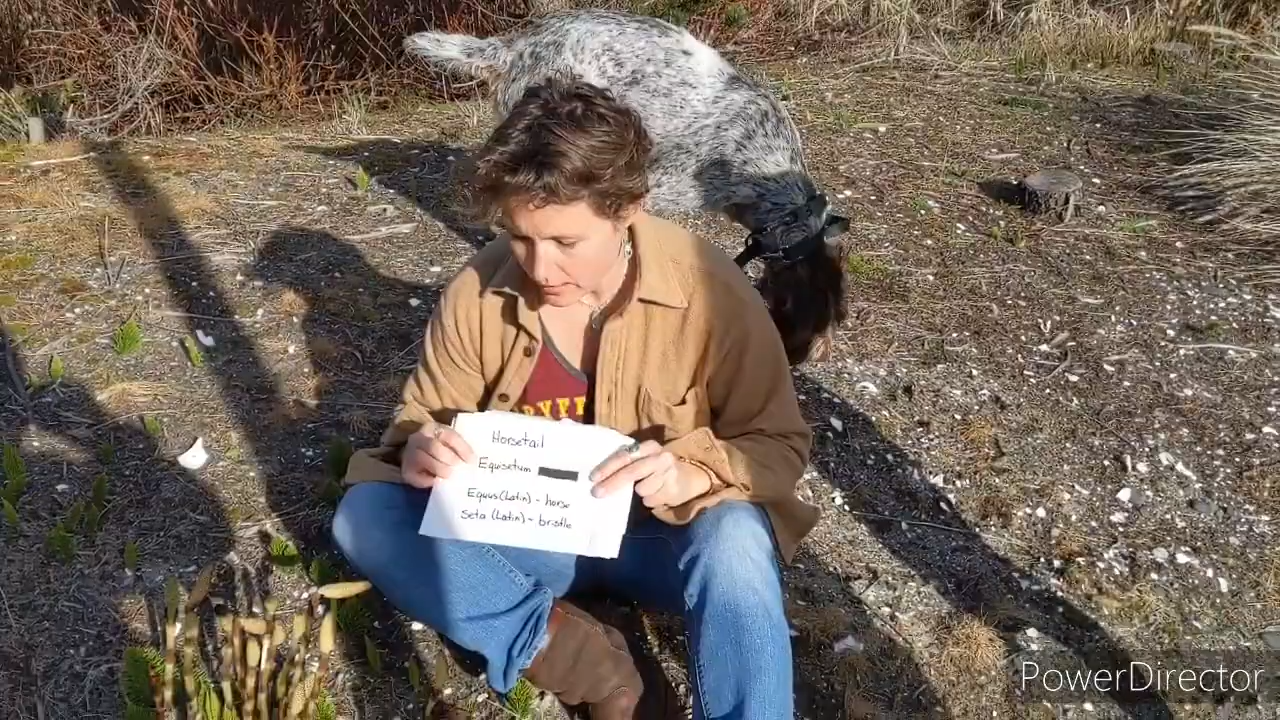 Horsetail
Equisetum
Equus (Latin) - horse
Seta (Latin) - bristle
PowerDirector